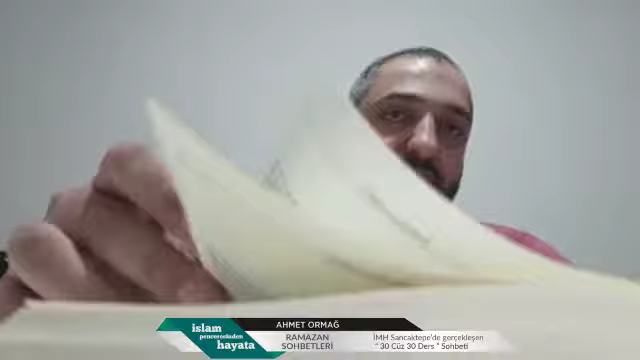 islam
penceresinden
hayata
AHMET ORMAĞ
RAMAZAN
SOHBETLERİ
İMH Sancaktepe'de gerçekleşen
" 30 Cüz 30 Ders " Sohbeti